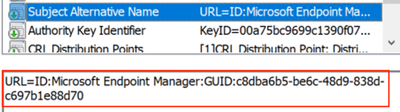 Subject Alternative Name URL=ID:Microsoft Endpoint Ma...
Authority Key Identifier KeyID=00a75bc9699c1390f07...
CRL Distribution Points [1]CRL Distribution Point: Distri...
URL=ID:Microsoft Endpoint Manager:GUID:c8dba6b5-be6c-48d9-838d-
c697b1e88d70